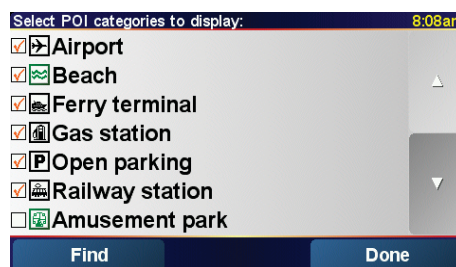 Select POI categories to display: 8:08am
Airport
Beach
Ferry terminal
Gas station
P Open parking
Railway station
Amusement park
Find Done